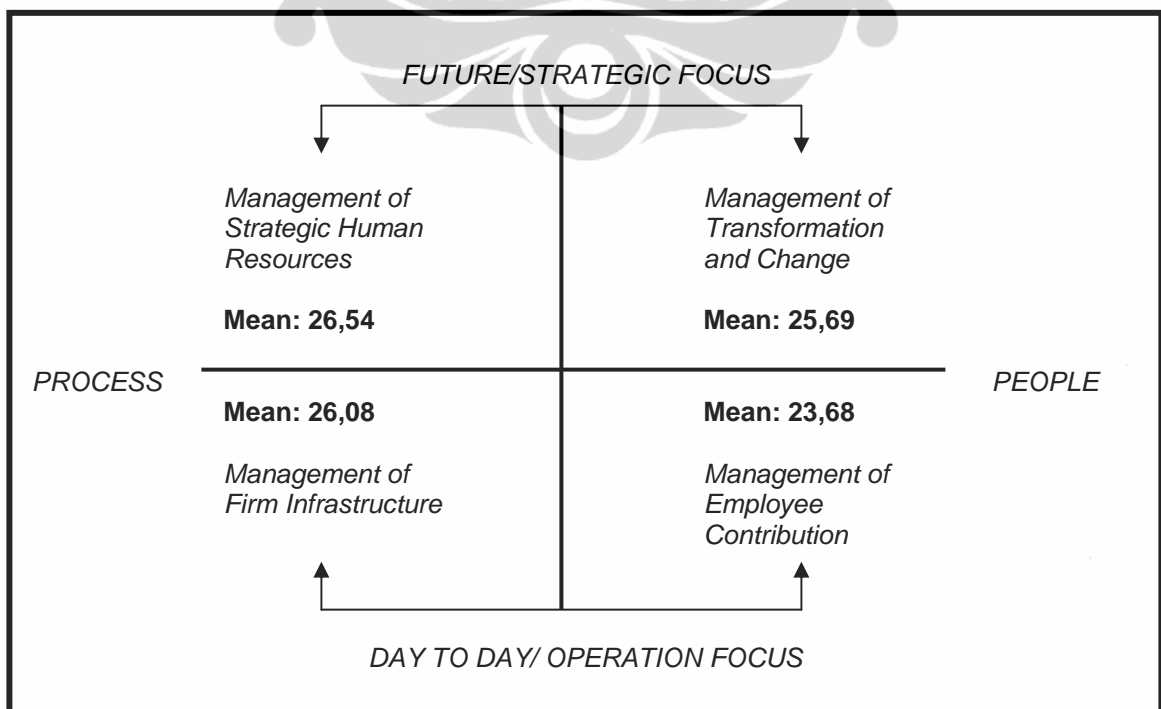 FUTURE/STRATEGIC FOCUS
Management of
Strategic Human
Resources
Mean: 26,54
Management of
Transformation
and Change
Mean: 25,69
PROCESS
PEOPLE
Mean: 26,08
Management of
Firm Infrastructure
Mean: 23,68
Management of
Employee
Contribution
DAY TO DAY/ OPERATION FOCUS